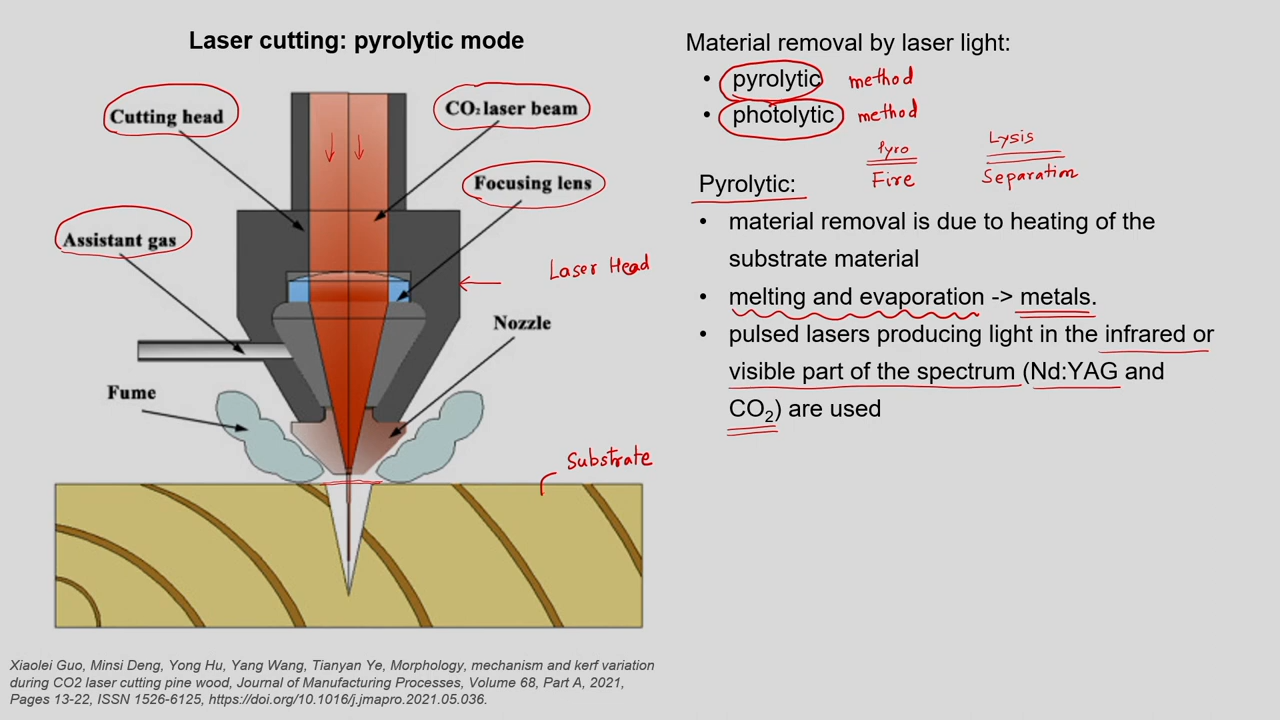 Laser cutting: pyrolytic mode
Cutting head
CO₂ laser beam
Focusing lens
Assistant gas
Laser Head
Nozzle
Fume
Substrate
Xiaolei Guo, Minsi Deng, Yong Hu, Yang Wang, Tianyan Ye, Morphology, mechanism and kerf variation
during CO2 laser cutting pine wood, Journal of Manufacturing Processes, Volume 68, Part A, 2021,
Pages 13-22, ISSN 1526-6125, https://doi.org/10.1016/j.jmapro.2021.05.036.
Material removal by laser light:
• pyrolytic method
• photolytic method
Pyro Lysis
Fire Separation
Pyrolytic:
• material removal is due to heating of the
substrate material
• melting and evaporation -> metals.
• pulsed lasers producing light in the infrared or
visible part of the spectrum (Nd:YAG and
CO₂) are used